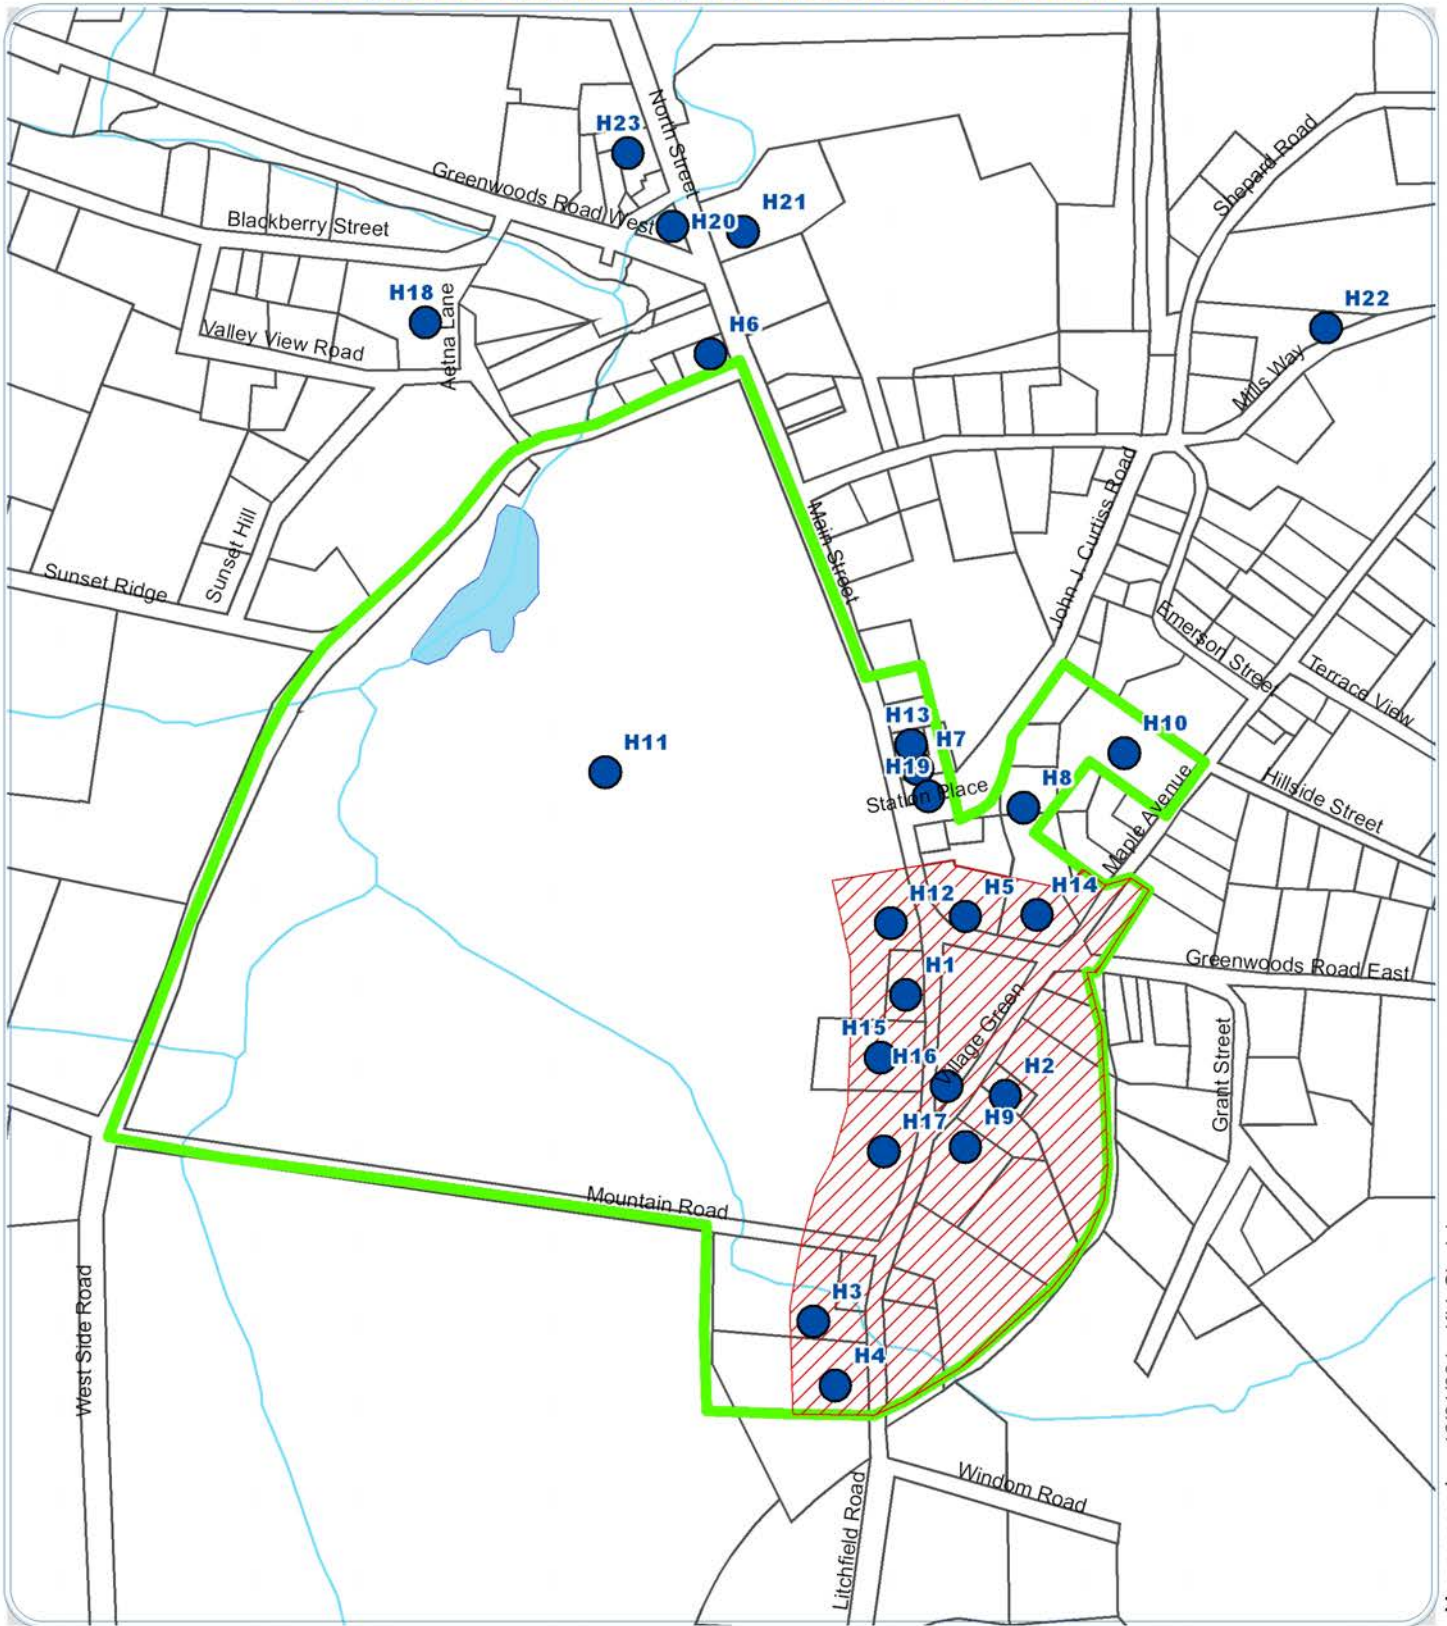 North Street
H23
Shepard Road
Greenwoods Road West
H21
H20
Blackberry Street
H18
H22
Aetna Lane
H6
Valley View Road
Mills Way
John J. Curtiss Road
Main Street
Sunset Hill
Sunset Ridge
Emerson Street
Terrace View
H13
H10
H11
H7
H19
H8
Station Place
Hillside Street
Maple Avenue
H12
H5
H14
H1
Greenwoods Road East
Village Green
H15
H16
H2
Grant Street
H17
H9
Mountain Road
West Side Road
H3
H4
Windom Road
Litchfield Road